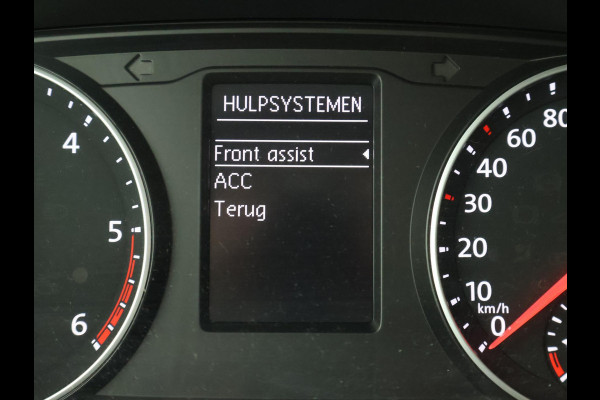 HULPSYSTEMEN
Front assist
ACC
Terug
4
5
6
80
60
40
30
20
10
km/h
0